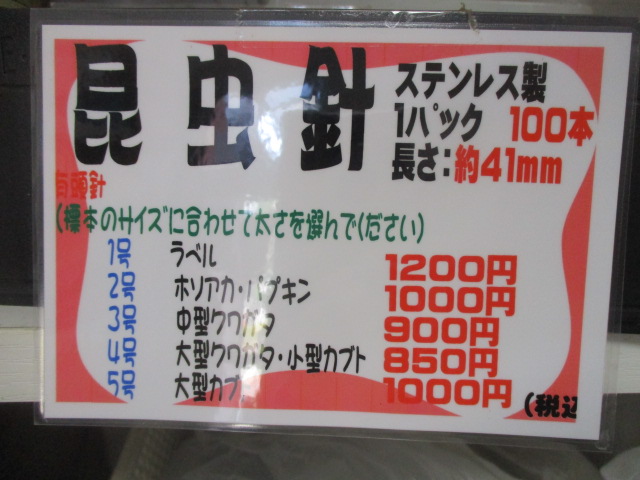 昆虫針
ステンレス製
1パック 100本
長さ：約41mm
有頭針
(標本のサイズに合わせて太さを選んでください)
1号 ラベル 1200円
2号 ホソアカ・パプキン 1000円
3号 中型クワガタ 900円
4号 大型クワガタ・小型カブト 850円
5号 大型カブ 1000円
(税込